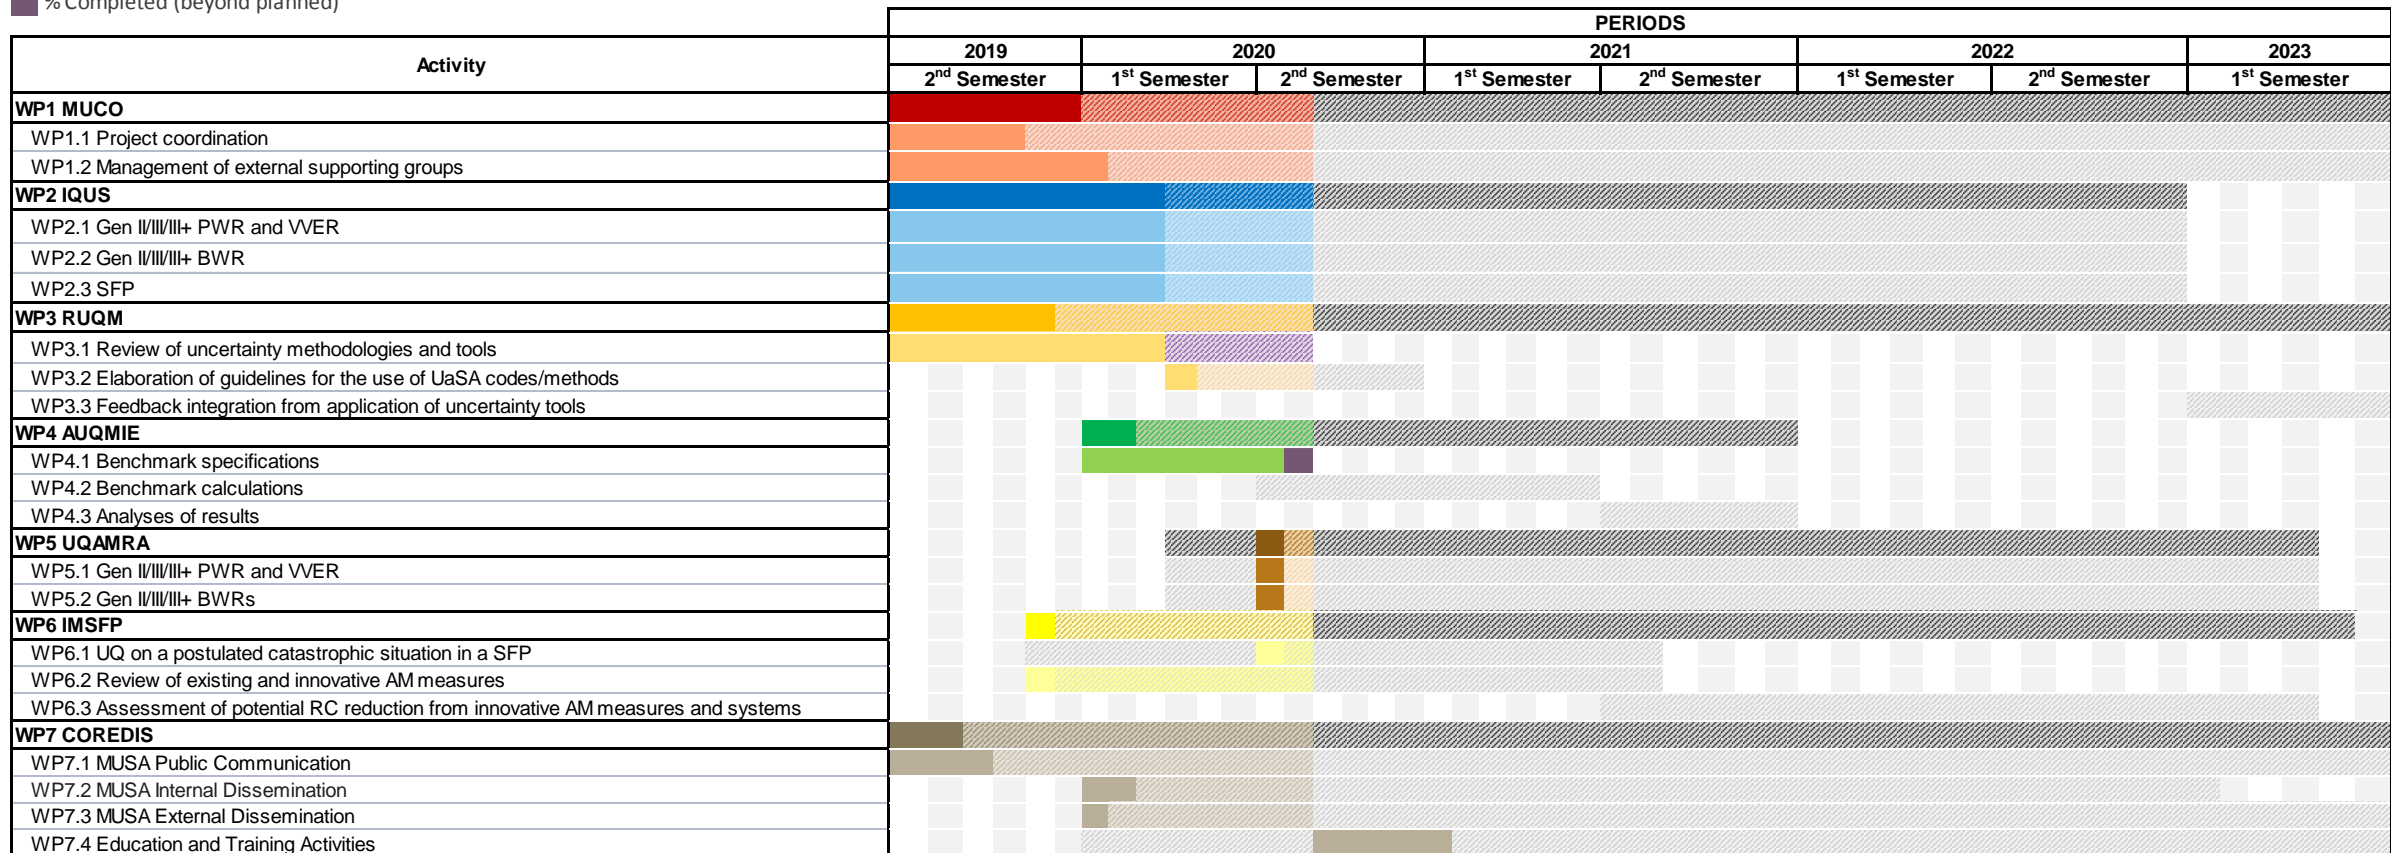 % Completed (beyond planned)
PERIODS
Activity
2019 2020 2021 2022 2023
2nd Semester 1st Semester 2nd Semester 1st Semester 2nd Semester 1st Semester 2nd Semester 1st Semester
WP1 MUCO
WP1.1 Project coordination
WP1.2 Management of external supporting groups
WP2 IQUS
WP2.1 Gen II/III/III+ PWR and VVER
WP2.2 Gen II/III/III+ BWR
WP2.3 SFP
WP3 RUQM
WP3.1 Review of uncertainty methodologies and tools
WP3.2 Elaboration of guidelines for the use of UaSA codes/methods
WP3.3 Feedback integration from application of uncertainty tools
WP4 AUQMIE
WP4.1 Benchmark specifications
WP4.2 Benchmark calculations
WP4.3 Analyses of results
WP5 UQAMRA
WP5.1 Gen II/III/III+ PWR and VVER
WP5.2 Gen II/III/III+ BWRs
WP6 IMSFP
WP6.1 UQ on a postulated catastrophic situation in a SFP
WP6.2 Review of existing and innovative AM measures
WP6.3 Assessment of potential RC reduction from innovative AM measures and systems
WP7 COREDIS
WP7.1 MUSA Public Communication
WP7.2 MUSA Internal Dissemination
WP7.3 MUSA External Dissemination
WP7.4 Education and Training Activities